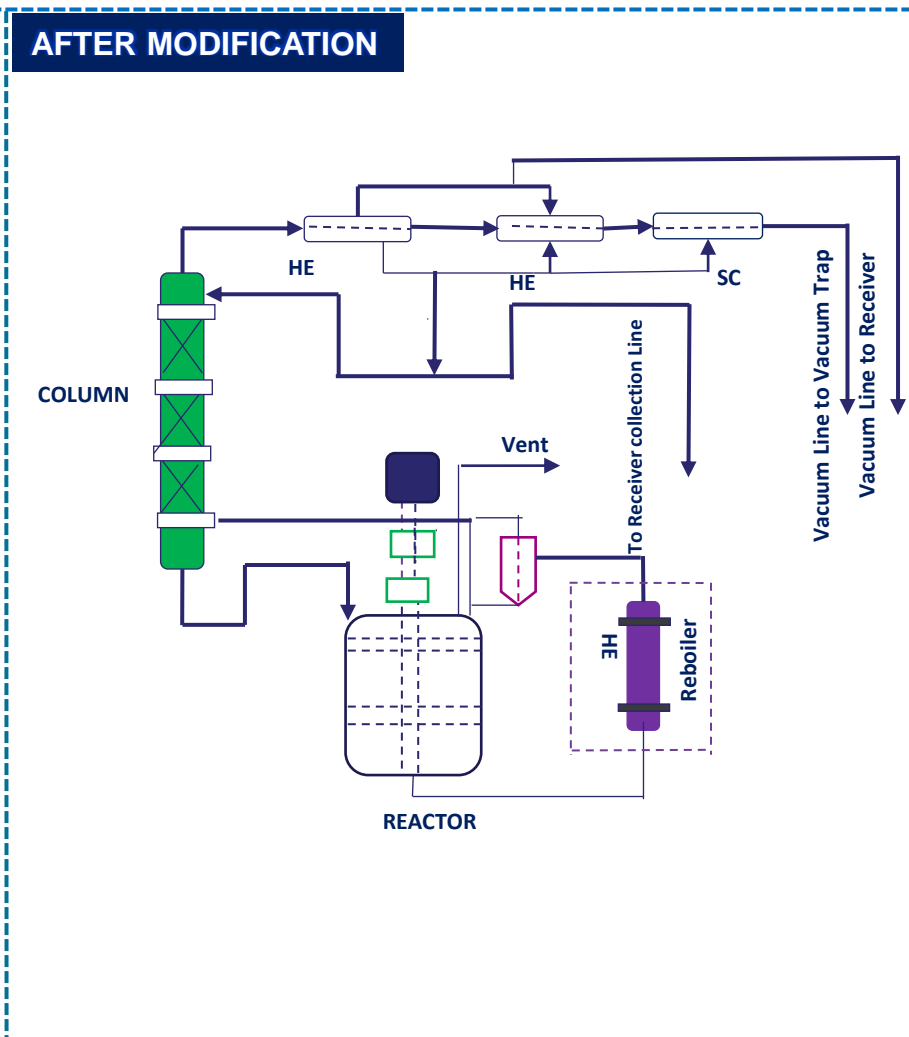 AFTER MODIFICATION
HE
HE
SC
COLUMN
Vent
To Receiver collection Line
Vacuum Line to Vacuum Trap
Vacuum Line to Receiver
HE
Reboiler
REACTOR